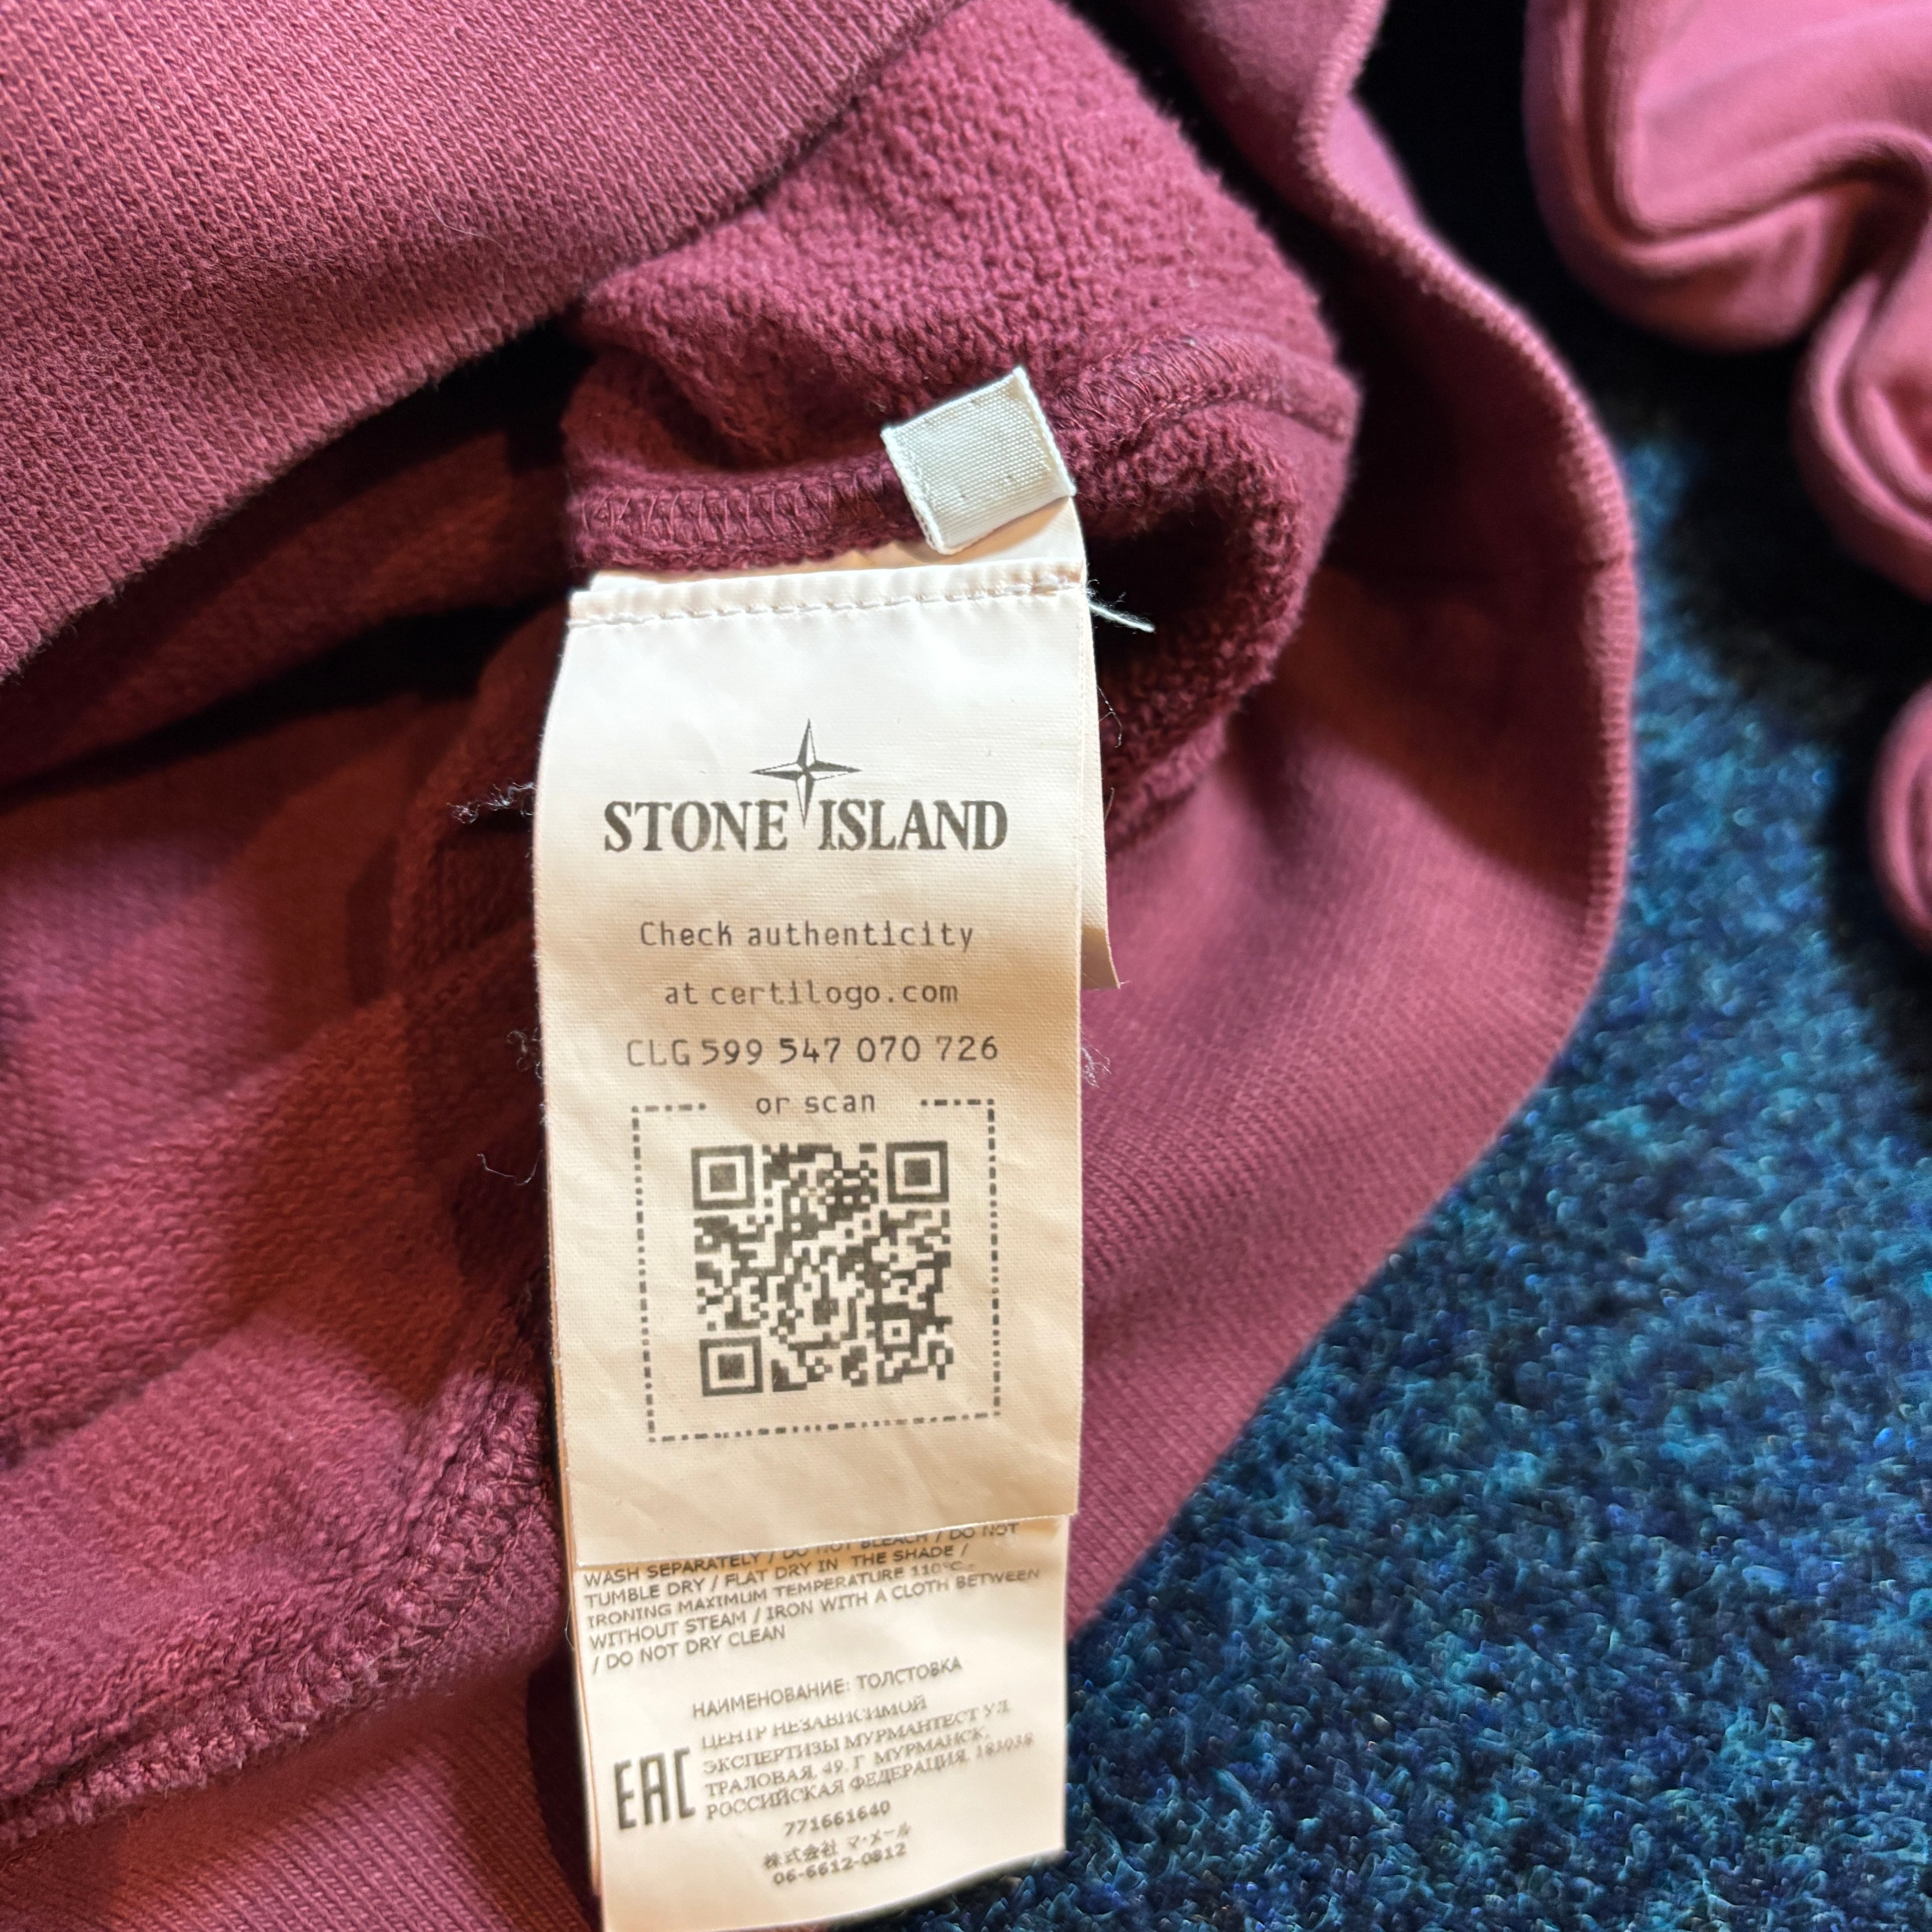 STONE ISLAND
Check authenticity
at certilogo.com
CLG 599 547 070 726
or scan
WASH SEPARATELY / DO NOT BLEACH / DO NOT
TUMBLE DRY / FLAT DRY IN THE SHADE /
IRONING MAXIMUM TEMPERATURE 110°C -
WITHOUT STEAM / IRON WITH A CLOTH BETWEEN
/ DO NOT DRY CLEAN
НАИМЕНОВАНИЕ: ТОЛСТОВКА
ЦЕНТР НЕЗАВИСИМОЙ
ЭКСПЕРТИЗЫ МУРМАНТЕСТ УЛ.
ТРАЛОВАЯ, 49, Г. МУРМАНСК,
РОССИЙСКАЯ ФЕДЕРАЦИЯ, 183038
EAC
771661640
株式会社 マ・メール
06-6612-0812